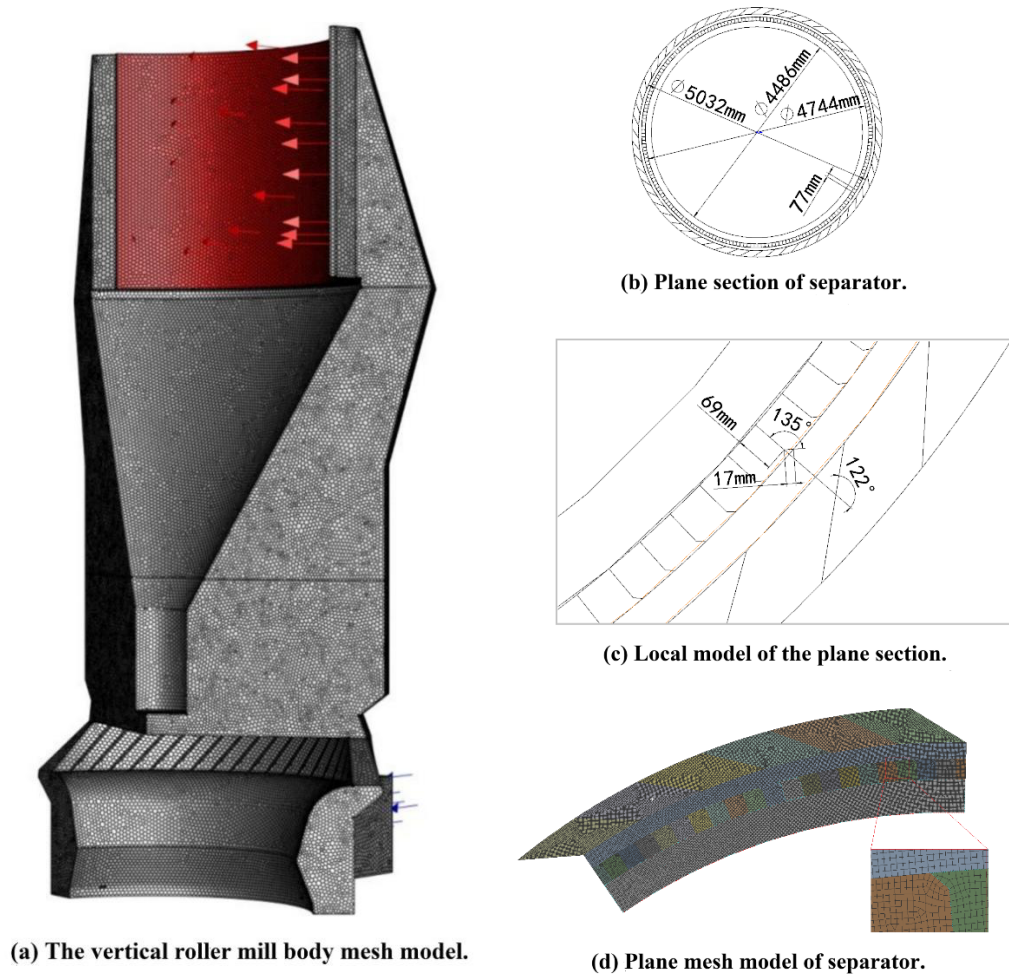 ⌀5032mm
⌀4486mm
⌀4744mm
77mm
(b) Plane section of separator.
69mm
135°
17mm
122°
(c) Local model of the plane section.
(a) The vertical roller mill body mesh model.
(d) Plane mesh model of separator.